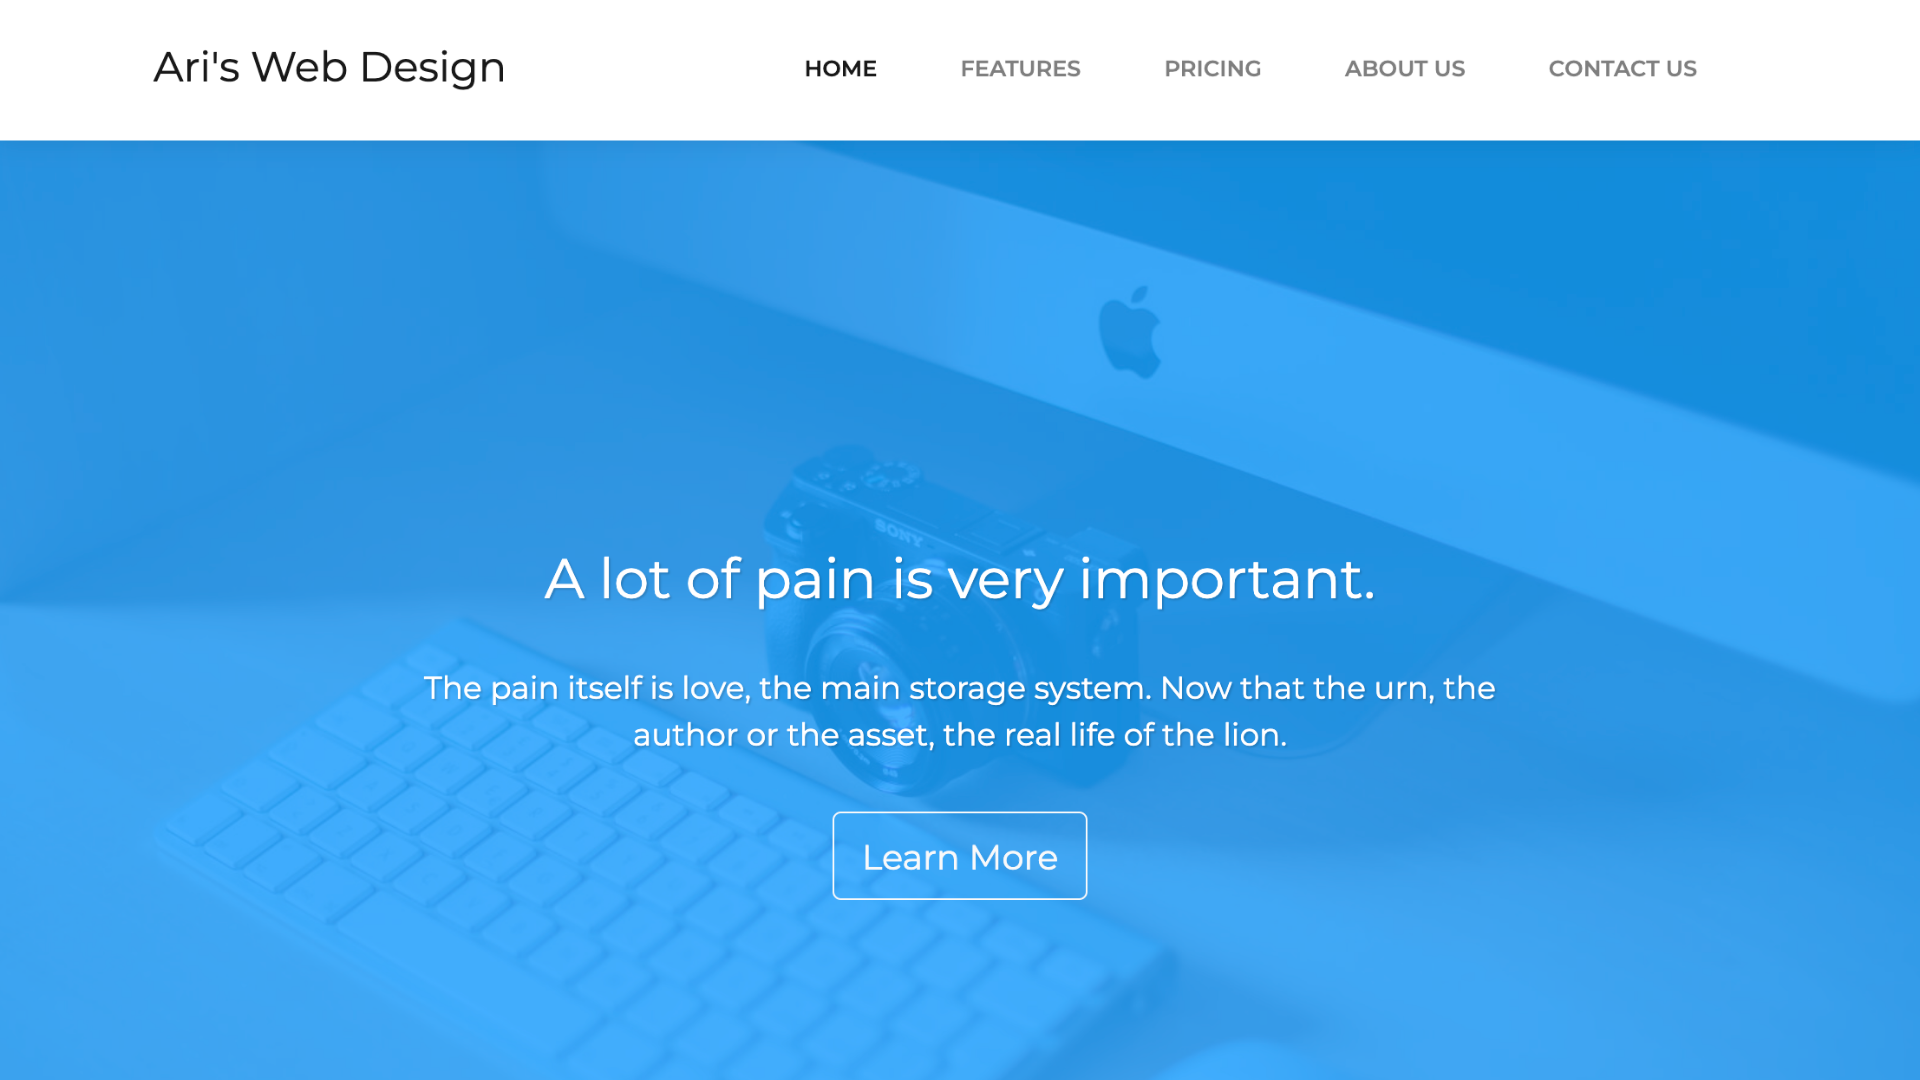 Ari's Web Design
HOME FEATURES PRICING ABOUT US CONTACT US
SONY
A lot of pain is very important.
The pain itself is love, the main storage system. Now that the urn, the
author or the asset, the real life of the lion.
Learn More